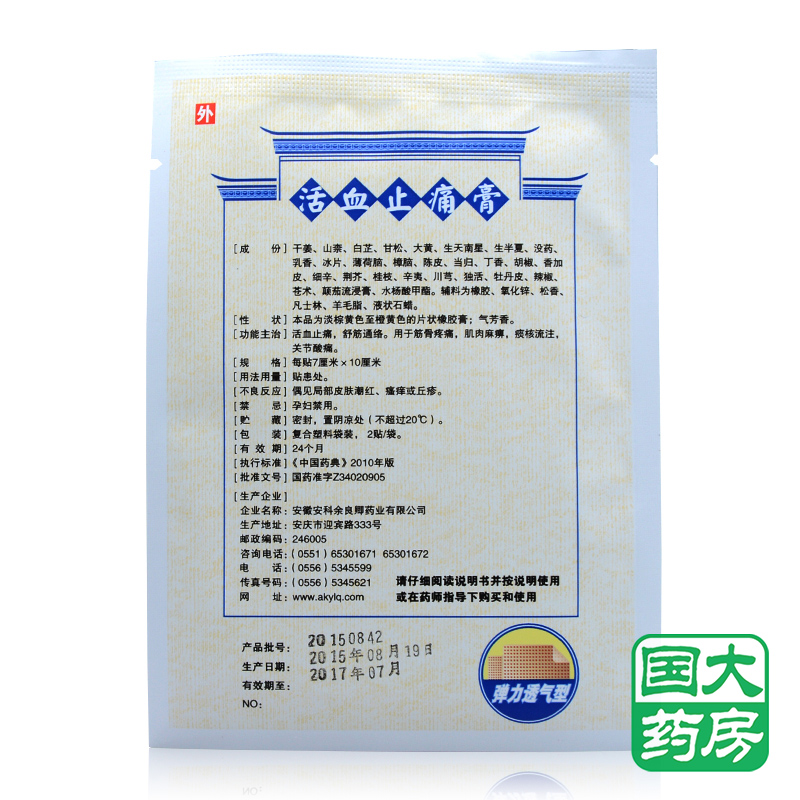 外
活血止痛膏
[成 份] 干姜、山柰、白芷、甘松、大黄、生天南星、生半夏、没药、
乳香、冰片、薄荷脑、樟脑、陈皮、当归、丁香、胡椒、香加
皮、细辛、荆芥、桂枝、辛夷、川芎、独活、牡丹皮、辣椒、
苍术、颠茄流浸膏、水杨酸甲酯。辅料为橡胶、氧化锌、松香、
凡士林、羊毛脂、液状石蜡。
[性 状] 本品为淡棕黄色至橙黄色的片状橡胶膏；气芳香。
[功能主治] 活血止痛，舒筋通络。用于筋骨疼痛，肌肉麻痹，痰核流注，
关节酸痛。
[规 格] 每贴7厘米×10厘米
[用法用量] 贴患处。
[不良反应] 偶见局部皮肤潮红、瘙痒或丘疹。
[禁 忌] 孕妇禁用。
[贮 藏] 密封，置阴凉处（不超过20℃）。
[包 装] 复合塑料袋装，2贴/袋。
[有 效 期] 24个月
[执行标准] 《中国药典》2010年版
[批准文号] 国药准字Z34020905
[生产企业]
企业名称：安徽安科余良卿药业有限公司
生产地址：安庆市迎宾路333号
邮政编码：246005
咨询电话：(0551) 65301671 65301672
电 话：(0556) 5345599
传真号码：(0556) 5345621
网 址：www.akylq.com
请仔细阅读说明书并按说明使用
或在药师指导下购买和使用
产品批号：20150842
生产日期：2015年08月19日
有效期至：2017年07月
NO：
弹力透气型
国大
药房